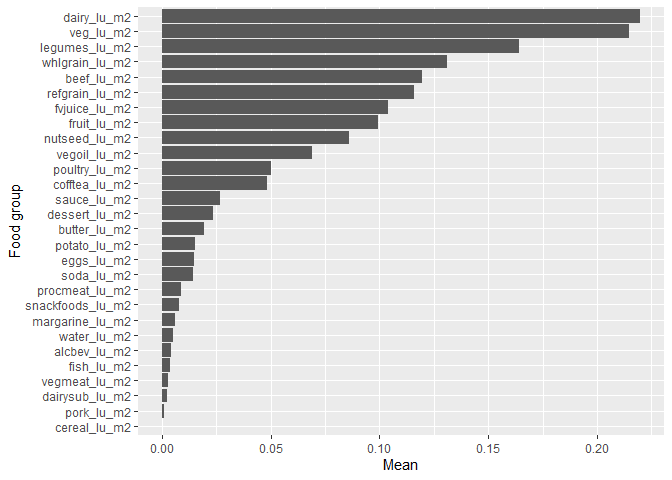 dairy_lu_m2
veg_lu_m2
legumes_lu_m2
whlgrain_lu_m2
beef_lu_m2
refgrain_lu_m2
fvjuice_lu_m2
fruit_lu_m2
nutseed_lu_m2
vegoil_lu_m2
poultry_lu_m2
cofftea_lu_m2
sauce_lu_m2
dessert_lu_m2
butter_lu_m2
potato_lu_m2
eggs_lu_m2
soda_lu_m2
procmeat_lu_m2
snackfoods_lu_m2
margarine_lu_m2
water_lu_m2
alcbev_lu_m2
fish_lu_m2
vegmeat_lu_m2
dairysub_lu_m2
pork_lu_m2
cereal_lu_m2
Food group
0.00 0.05 0.10 0.15 0.20
Mean